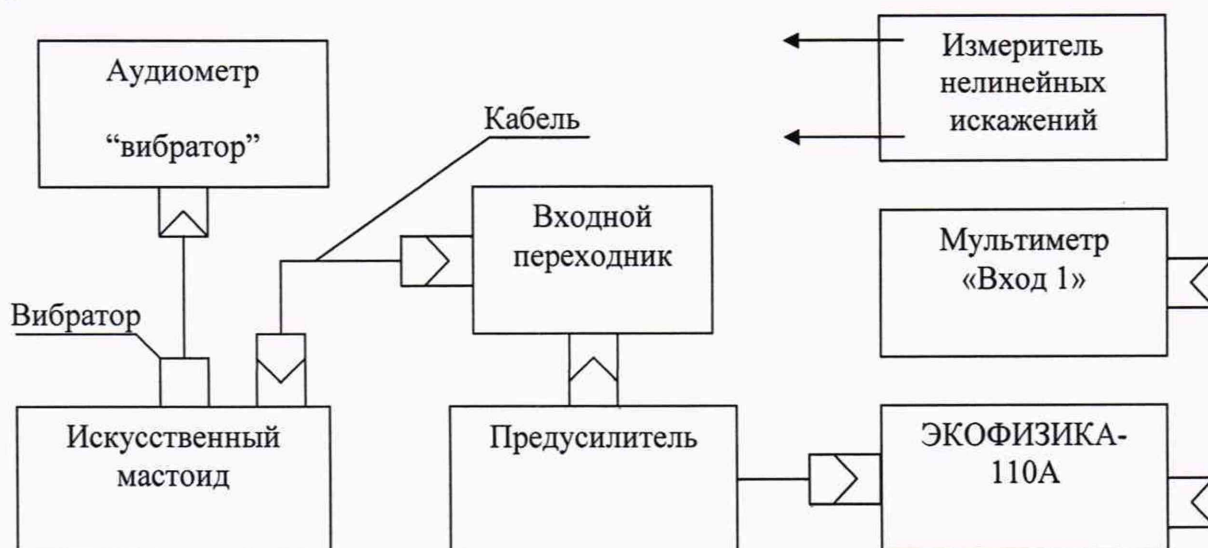 Аудиометр
“вибратор”
Кабель
Измеритель
нелинейных
искажений
Входной
переходник
Мультиметр
«Вход 1»
Вибратор
Искусственный
мастоид
Предусилитель
ЭКОФИЗИКА-
110А